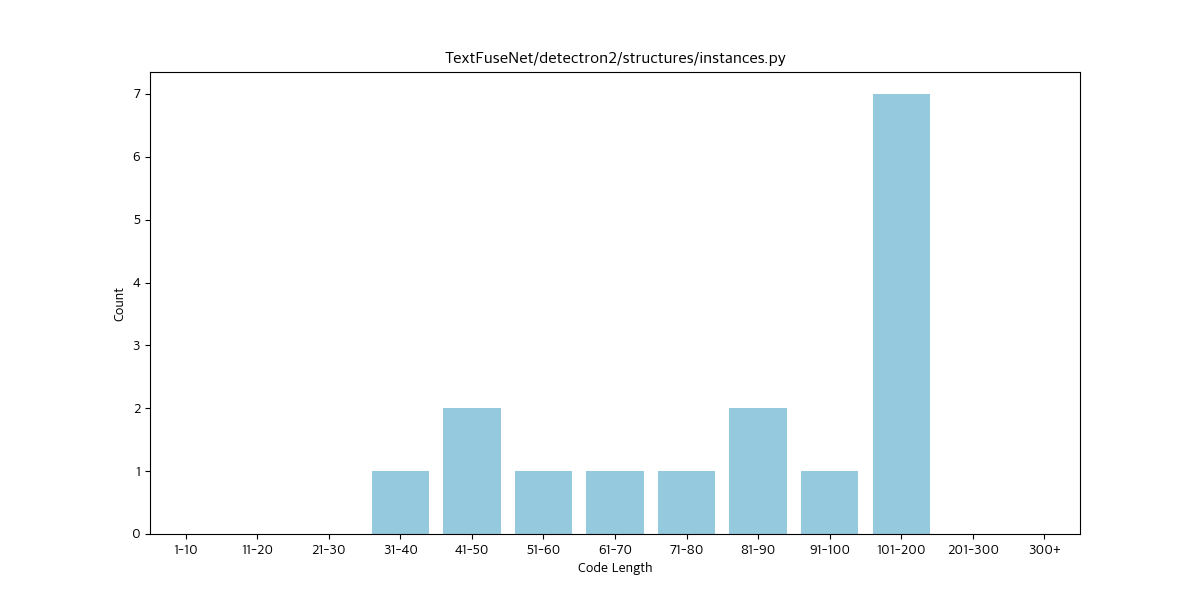 TextFuseNet/detectron2/structures/instances.py
7
6
5
4
3
2
1
0
Count
1-10 11-20 21-30 31-40 41-50 51-60 61-70 71-80 81-90 91-100 101-200 201-300 300+
Code Length